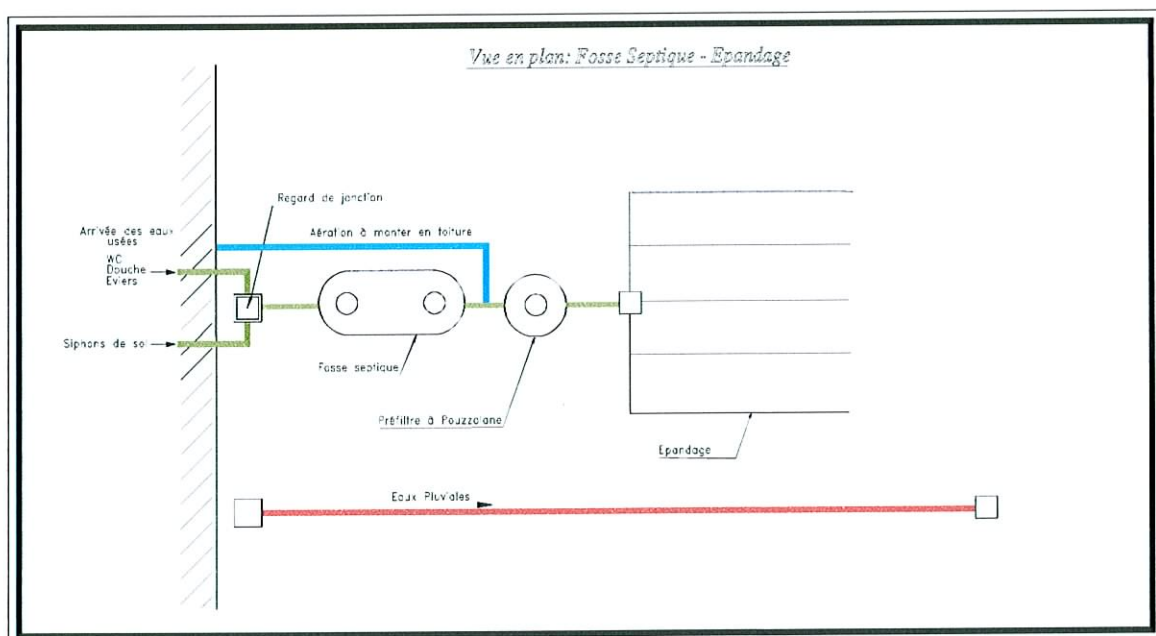 Vue en plan: Fosse Septique - Epandage
Regard de jonction
Arrivée des eaux
usées
Aération à monter en toiture
WC
Douche
Eviers
Siphons de so
Fosse septique
Préfiltre à Pouzzolane
Epandage
Eaux Pluviales